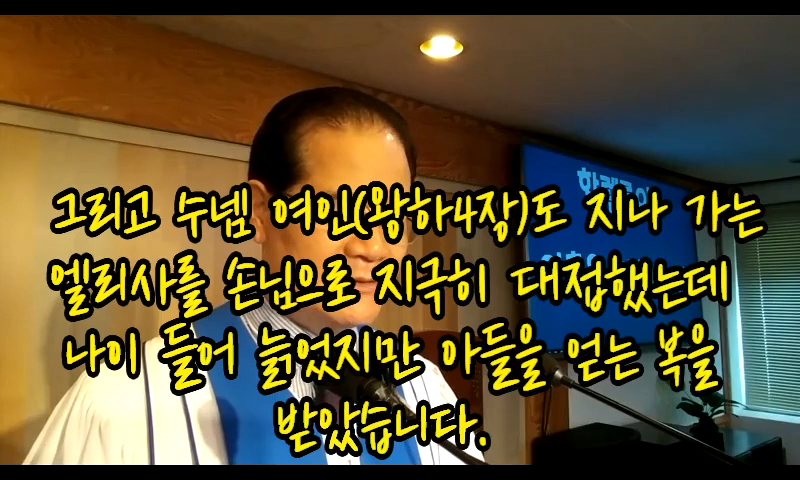 그리고 수넴 여인(왕하4장)도 지나 가는
엘리사를 손님으로 지극히 대접했는데
나이 들어 늙었지만 아들을 얻는 복을
받았습니다.